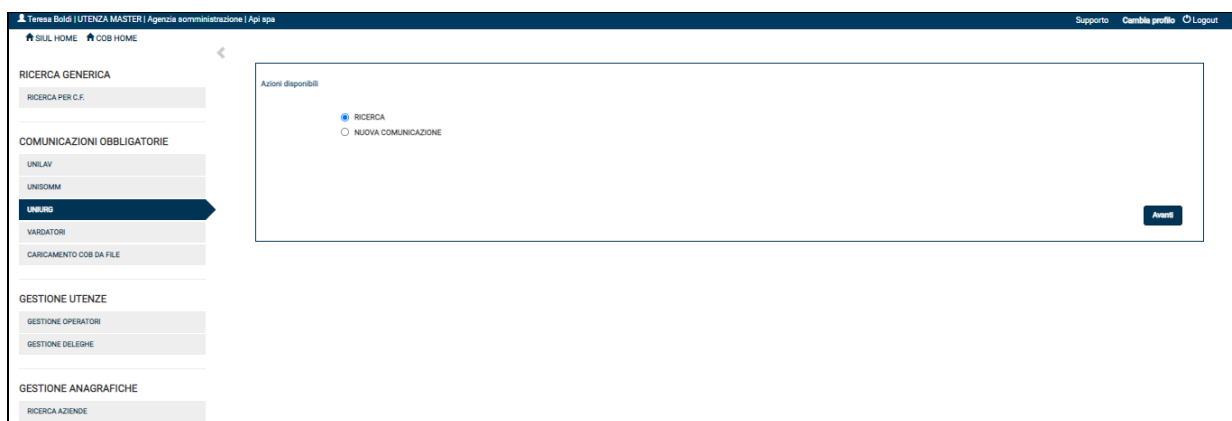 Teresa Boldi | UTENZA MASTER | Agenzia somministrazione | Api spa
Supporto Cambia profilo Logout
SIUL HOME COB HOME
RICERCA GENERICA
RICERCA PER C.F.
COMUNICAZIONI OBBLIGATORIE
UNILAV
UNISOMM
UNIURG
VARDATORI
CARICAMENTO COB DA FILE
GESTIONE UTENZE
GESTIONE OPERATORI
GESTIONE DELEGHE
GESTIONE ANAGRAFICHE
RICERCA AZIENDE
Azioni disponibili
RICERCA
NUOVA COMUNICAZIONE
Avanti